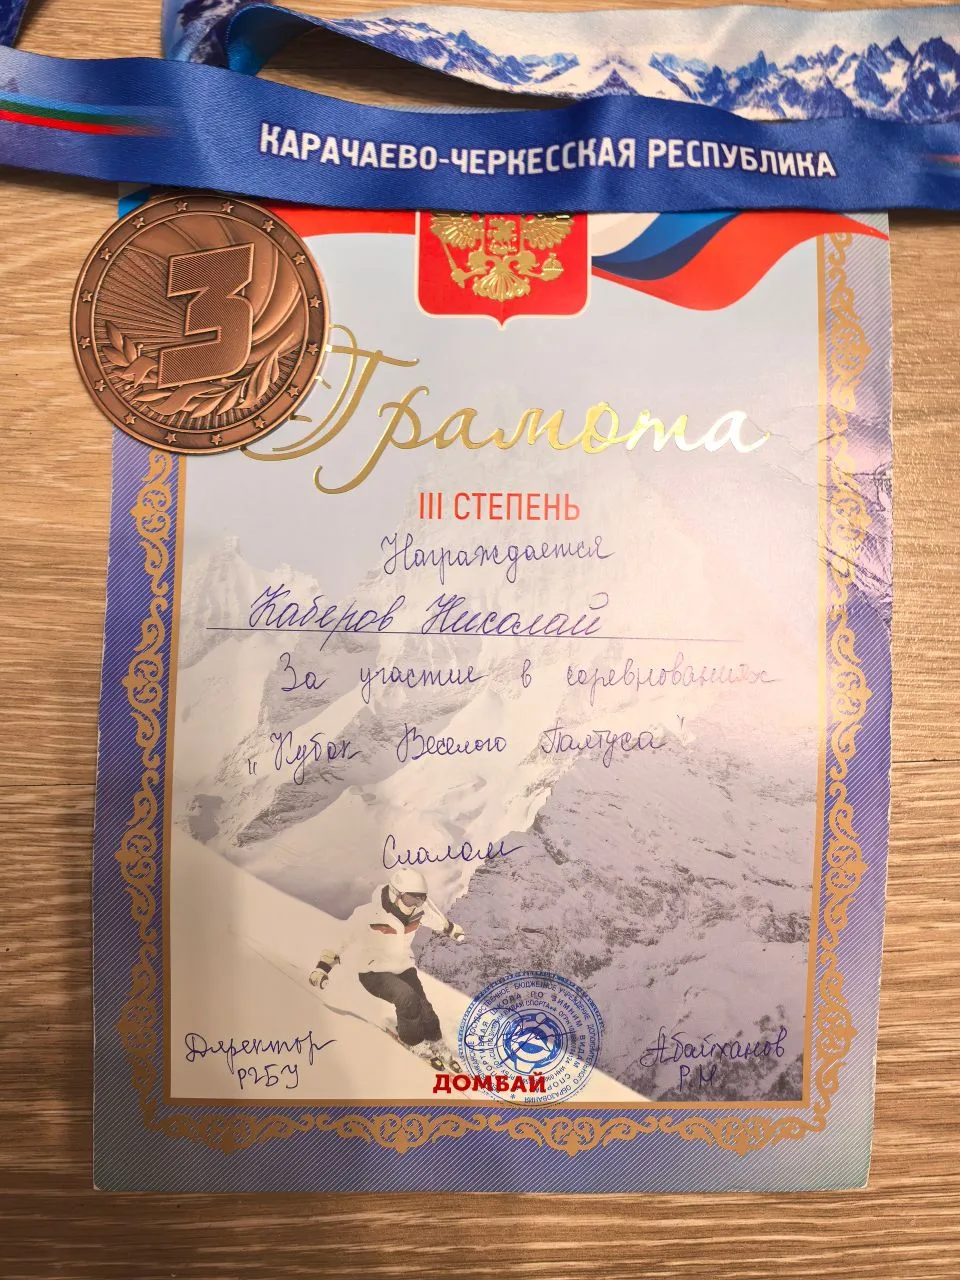 КАРАЧАЕВО-ЧЕРКЕССКАЯ РЕСПУБЛИКА
3
Грамота
III СТЕПЕНЬ
Награждается
Каберов Николай
За участие в соревнованиях
„Кубок Веселого Палтуса"
Слалом
Директор
РГБУ
Абайханов
Р.М
ДОМБАЙ